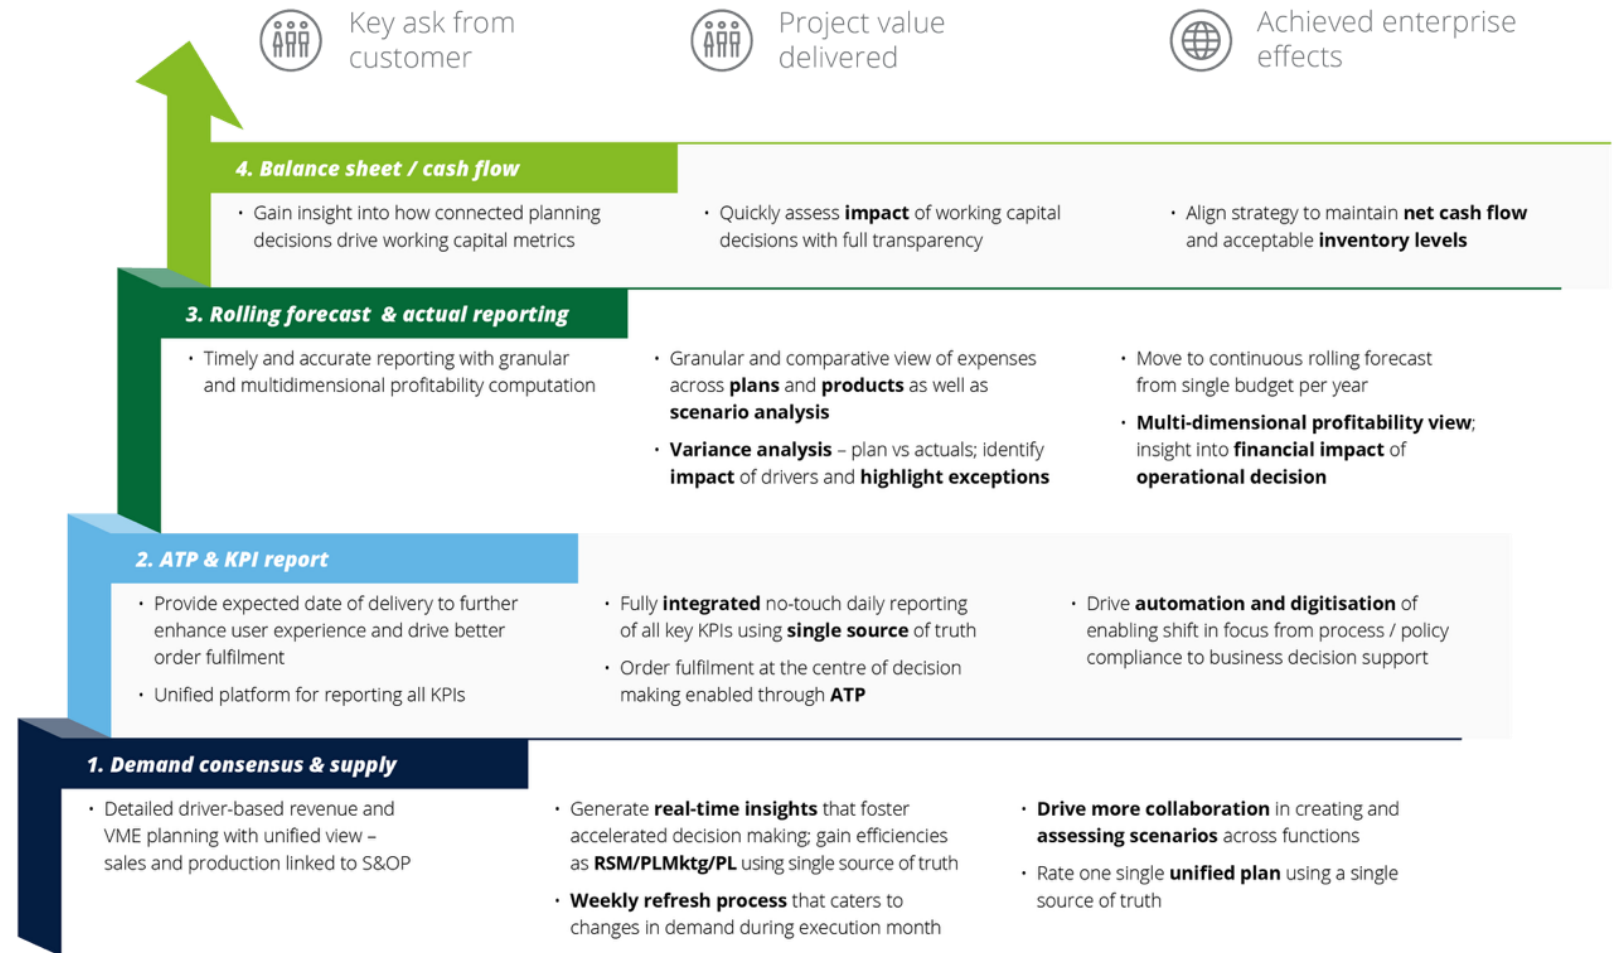 Key ask from
customer
Project value
delivered
Achieved enterprise
effects
4. Balance sheet / cash flow
• Gain insight into how connected planning
decisions drive working capital metrics
• Quickly assess impact of working capital
decisions with full transparency
• Align strategy to maintain net cash flow
and acceptable inventory levels
3. Rolling forecast & actual reporting
• Timely and accurate reporting with granular
and multidimensional profitability computation
• Granular and comparative view of expenses
across plans and products as well as
scenario analysis
• Variance analysis – plan vs actuals; identify
impact of drivers and highlight exceptions
• Move to continuous rolling forecast
from single budget per year
• Multi-dimensional profitability view;
insight into financial impact of
operational decision
2. ATP & KPI report
• Provide expected date of delivery to further
enhance user experience and drive better
order fulfilment
• Unified platform for reporting all KPIs
• Fully integrated no-touch daily reporting
of all key KPIs using single source of truth
• Order fulfilment at the centre of decision
making enabled through ATP
• Drive automation and digitisation of
enabling shift in focus from process / policy
compliance to business decision support
1. Demand consensus & supply
• Detailed driver-based revenue and
VME planning with unified view –
sales and production linked to S&OP
• Generate real-time insights that foster
accelerated decision making; gain efficiencies
as RSM/PLMktg/PL using single source of truth
• Weekly refresh process that caters to
changes in demand during execution month
• Drive more collaboration in creating and
assessing scenarios across functions
• Rate one single unified plan using a single
source of truth